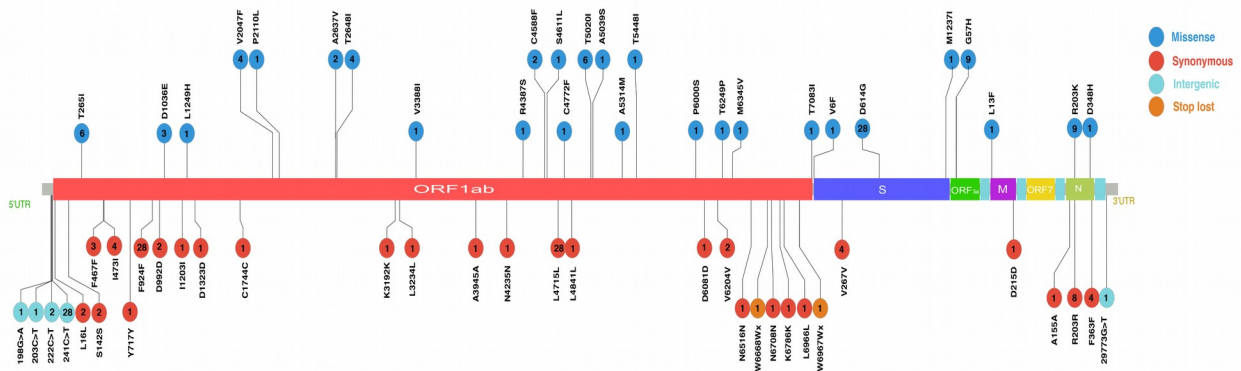 V2047F
P2110L
A2637V
T2648I
C4588F
S4611L
T5020I
A5039S
T5448I
M1237I
G57H
4
1
2
4
2
1
6
1
1
1
9
Missense
Synonymous
Intergenic
Stop lost
T265I
D1036E
L1249H
V3388I
R4387S
C4772F
A5314M
P6000S
T6249P
M6345V
T7083I
V6F
D614G
L13F
R203K
D348H
6
3
1
1
1
1
1
1
1
1
1
1
28
1
9
1
5'UTR
ORF1ab
S
ORF3a
M
ORF7
N
3'UTR
3
4
28
2
1
1
1
1
1
1
1
28
1
1
2
4
1
F467F
I473I
F924F
D992D
I1203I
D1323D
C1744C
K3192K
L3234L
A3945A
N4235N
L4715L
L4841L
D6081D
V6204V
V267V
D215D
1
1
2
28
2
2
1
1
1
1
1
1
1
1
8
4
1
198G>A
203C>T
222C>T
241C>T
L16L
S142S
Y717Y
N6516N
W6668Wx
N6708N
K6786K
L6966L
W6967Wx
A155A
R203R
F363F
29773G>T